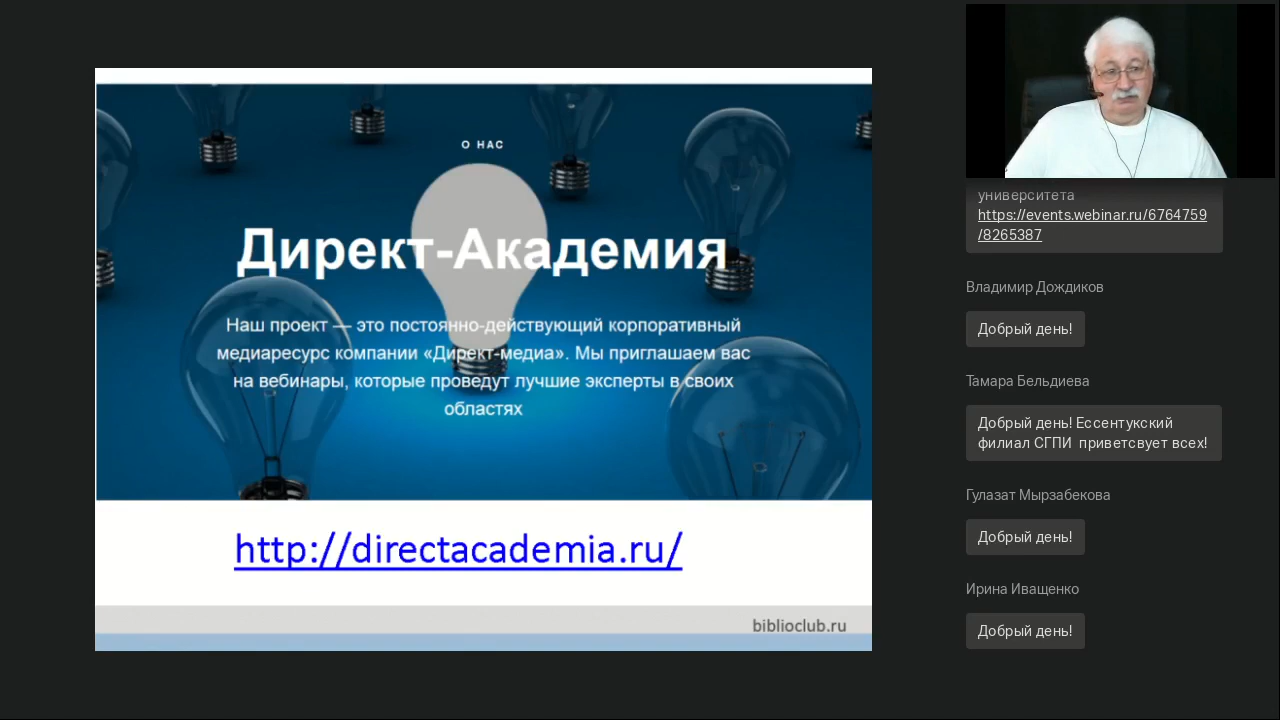 О НАС
Директ-Академия
Наш проект — это постоянно-действующий корпоративный
медиаресурс компании «Директ-медиа». Мы приглашаем вас
на вебинары, которые проведут лучшие эксперты в своих
областях
http://directacademia.ru/
biblioclub.ru
университета
https://events.webinar.ru/6764759
/8265387
Владимир Дождиков
Добрый день!
Тамара Бельдиева
Добрый день! Ессентукский
филиал СГПИ  приветсвует всех!
Гулазат Мырзабекова
Добрый день!
Ирина Иващенко
Добрый день!